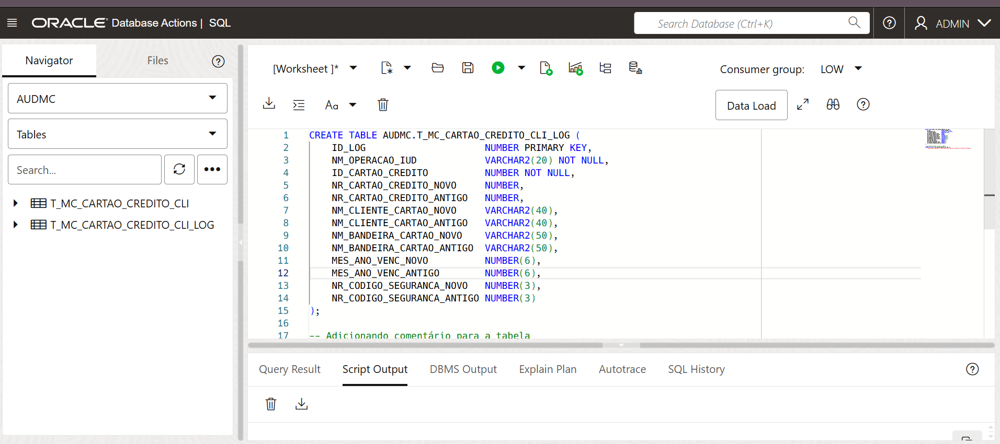 ORACLE Database Actions | SQL
Search Database (Ctrl+K)
ADMIN
Navigator
Files
AUDMC
Tables
Search...
T_MC_CARTAO_CREDITO_CLI
T_MC_CARTAO_CREDITO_CLI_LOG
[Worksheet ]*
Consumer group: LOW
Aa
Data Load
1 CREATE TABLE AUDMC.T_MC_CARTAO_CREDITO_CLI_LOG (
2 ID_LOG NUMBER PRIMARY KEY,
3 NM_OPERACAO_IUD VARCHAR2(20) NOT NULL,
4 ID_CARTAO_CREDITO NUMBER NOT NULL,
5 NR_CARTAO_CREDITO_NOVO NUMBER,
6 NR_CARTAO_CREDITO_ANTIGO NUMBER,
7 NM_CLIENTE_CARTAO_NOVO VARCHAR2(40),
8 NM_CLIENTE_CARTAO_ANTIGO VARCHAR2(40),
9 NM_BANDEIRA_CARTAO_NOVO VARCHAR2(50),
10 NM_BANDEIRA_CARTAO_ANTIGO VARCHAR2(50),
11 MES_ANO_VENC_NOVO NUMBER(6),
12 MES_ANO_VENC_ANTIGO NUMBER(6),
13 NR_CODIGO_SEGURANCA_NOVO NUMBER(3),
14 NR_CODIGO_SEGURANCA_ANTIGO NUMBER(3)
15 );
16
17 -- Adicionando comentário para a tabela
Query Result
Script Output
DBMS Output
Explain Plan
Autotrace
SQL History